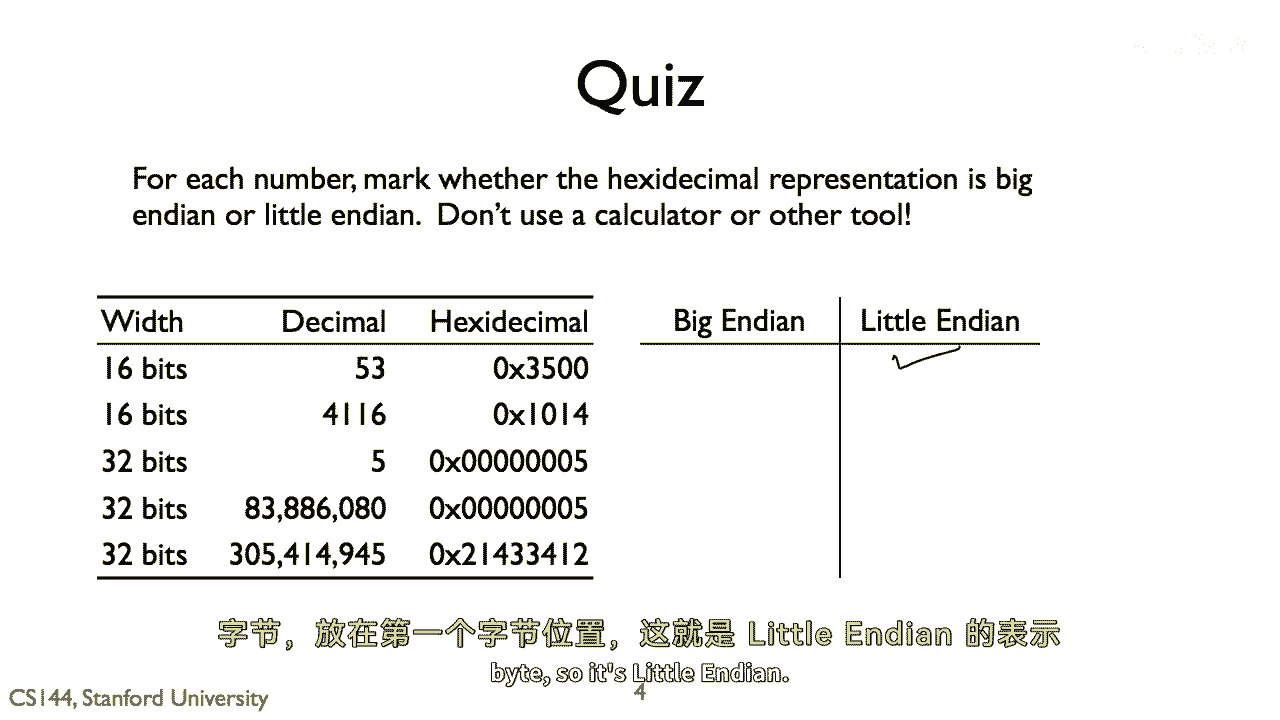 Quiz
For each number, mark whether the hexidecimal representation is big
endian or little endian. Don't use a calculator or other tool!
Width Decimal Hexidecimal Big Endian Little Endian
16 bits 53 0x3500
16 bits 4116 0x1014
32 bits 5 0x00000005
32 bits 83,886,080 0x00000005
32 bits 305,414,945 0x21433412
字节，放在第一个字节位置，这就是 Little Endian 的表示
byte, so it's Little Endian.
CS144, Stanford University
4